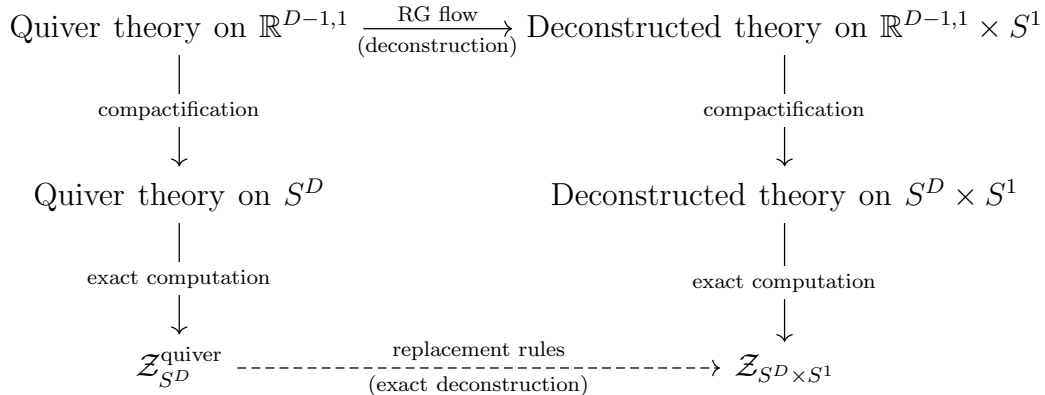 Quiver theory on ℝ^{D−1,1} RG flow (deconstruction) Deconstructed theory on ℝ^{D−1,1} × S^1
compactification compactification
Quiver theory on S^D Deconstructed theory on S^D × S^1
exact computation exact computation
𝒵_{S^D}^{quiver} replacement rules (exact deconstruction) 𝒵_{S^D×S^1}